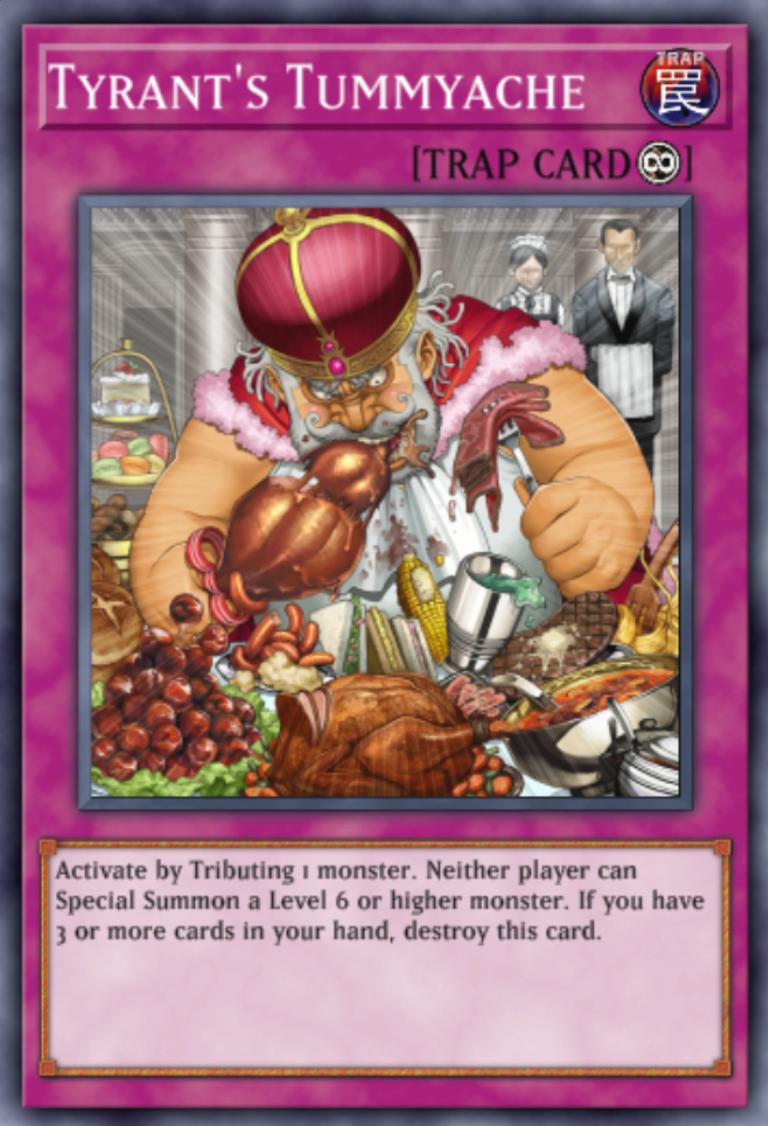 TYRANT'S TUMMYACHE
TRAP
罠
[TRAP CARD♾]
Activate by Tributing 1 monster. Neither player can
Special Summon a Level 6 or higher monster. If you have
3 or more cards in your hand, destroy this card.